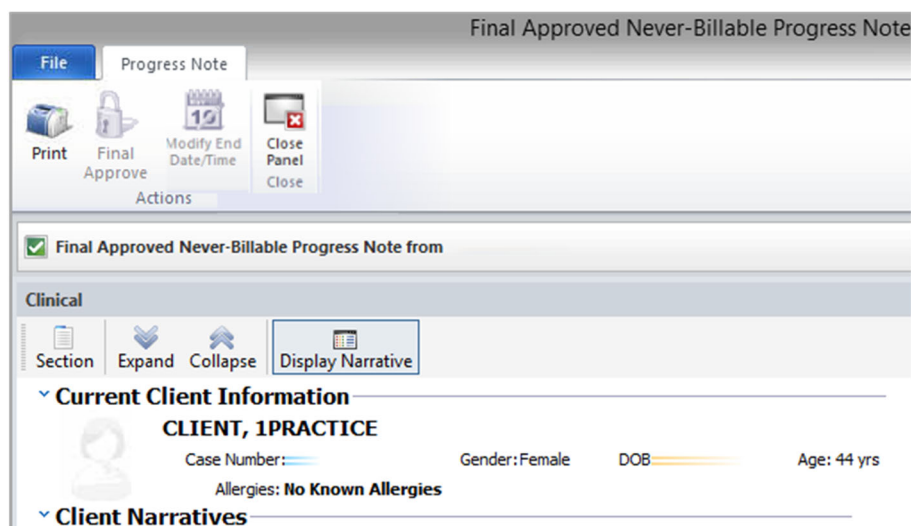 Final Approved Never-Billable Progress Note
File Progress Note
Print Final Approve Modify End Date/Time Close Panel
Actions Close
Final Approved Never-Billable Progress Note from
Clinical
Section Expand Collapse Display Narrative
Current Client Information
CLIENT, 1PRACTICE
Case Number: Gender: Female DOB Age: 44 yrs
Allergies: No Known Allergies
Client Narratives